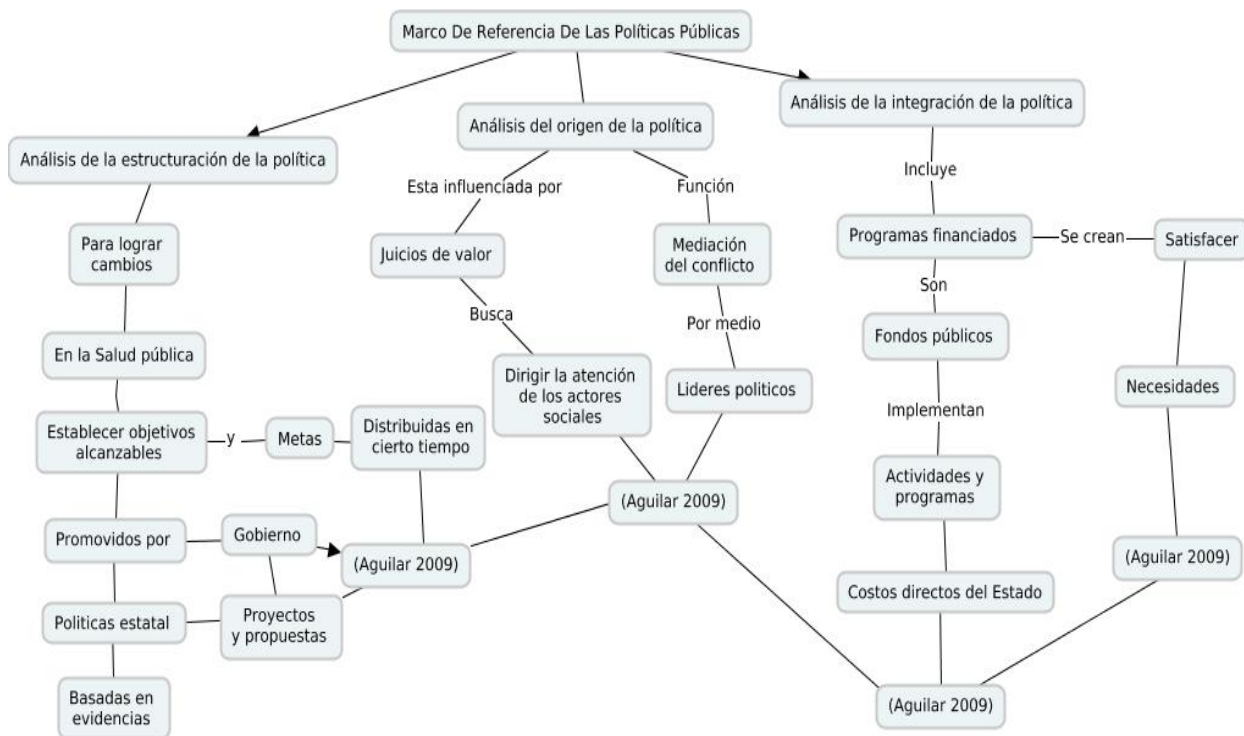 Marco De Referencia De Las Políticas Públicas
Análisis de la estructuración de la política
Análisis del origen de la política
Análisis de la integración de la política
Para lograr
cambios
En la Salud pública
Establecer objetivos
alcanzables
y
Metas
Distribuidas en
cierto tiempo
Promovidos por
Gobierno
(Aguilar 2009)
Politicas estatal
Proyectos
y propuestas
Basadas en
evidencias
Esta influenciada por
Juicios de valor
Busca
Dirigir la atención
de los actores
sociales
Función
Mediación
del conflicto
Por medio
Lideres politicos
(Aguilar 2009)
Incluye
Programas financiados
Se crean
Satisfacer
Son
Fondos públicos
Necesidades
Implementan
Actividades y
programas
(Aguilar 2009)
Costos directos del Estado
(Aguilar 2009)